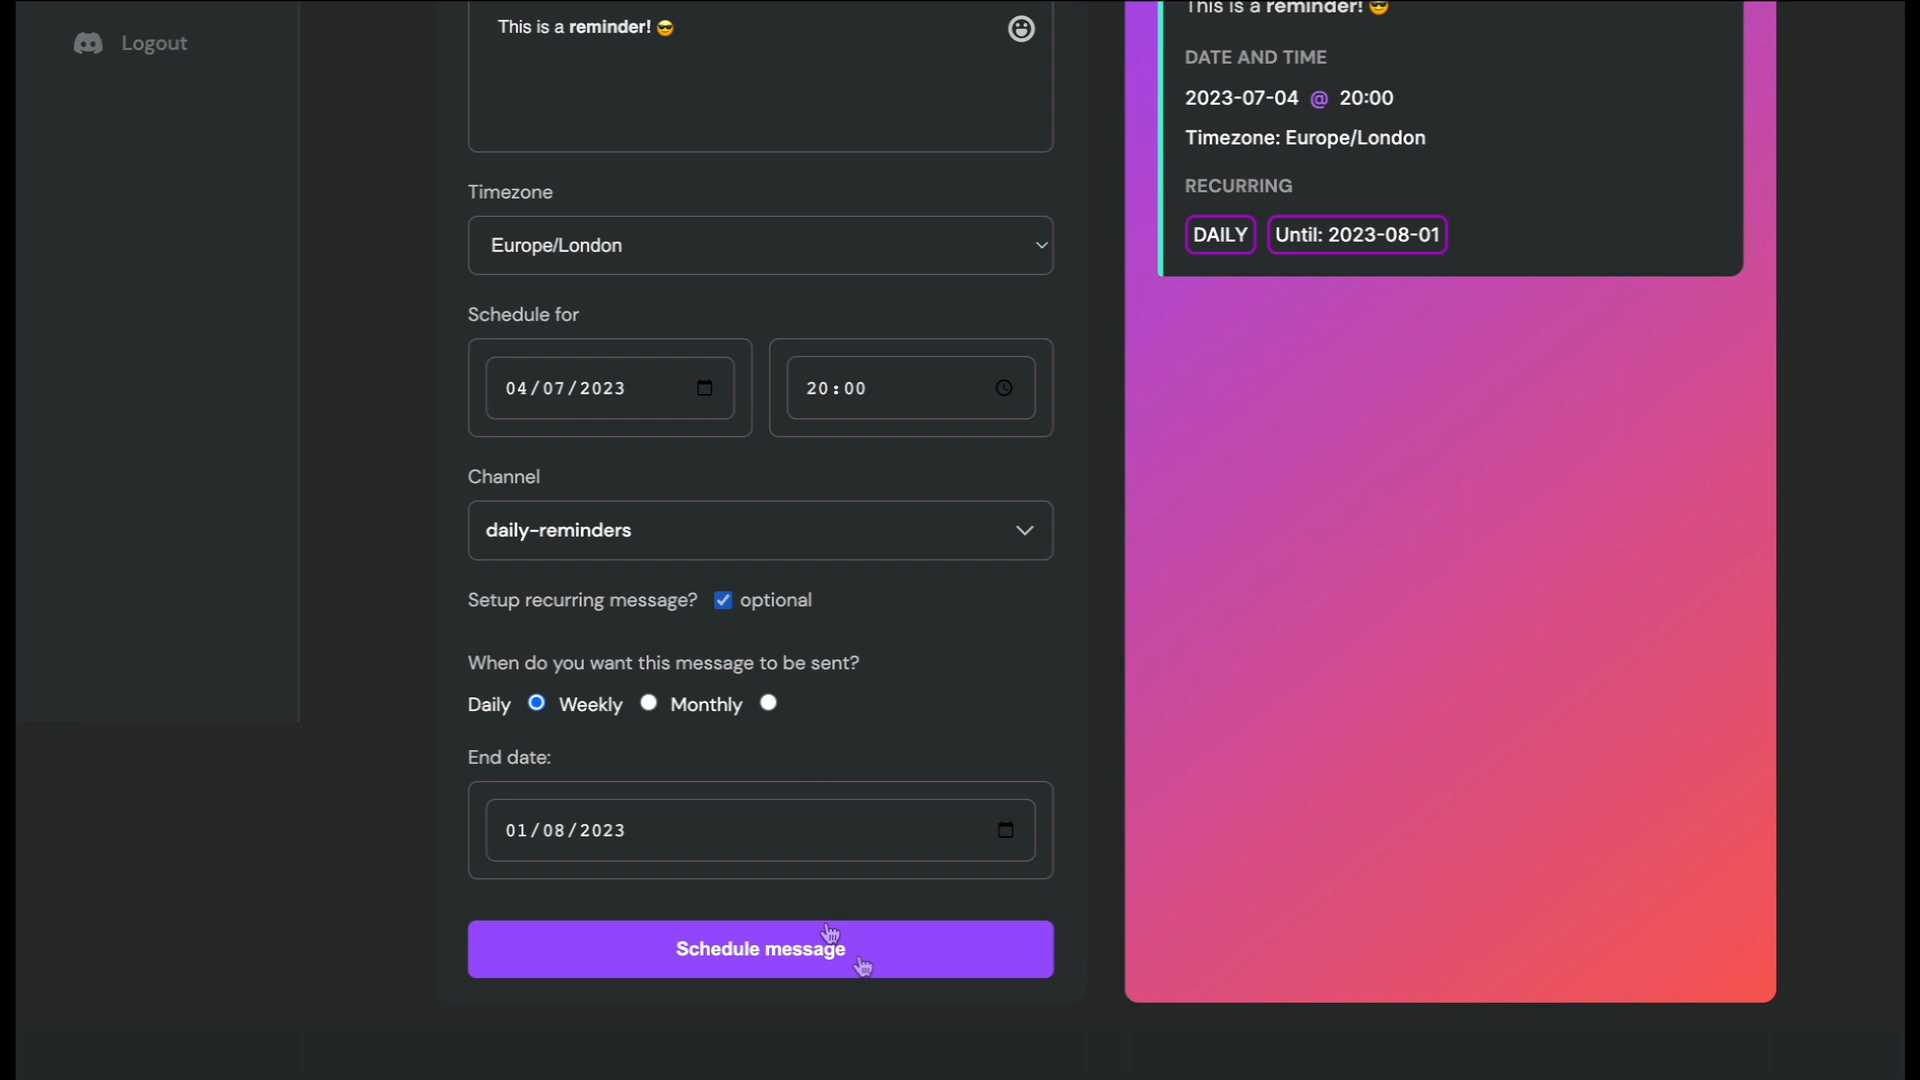 Logout
This is a reminder! 😎
Timezone
Europe/London
Schedule for
04/07/2023
20:00
Channel
daily-reminders
Setup recurring message? optional
When do you want this message to be sent?
Daily Weekly Monthly
End date:
01/08/2023
Schedule message
This is a reminder! 😎
DATE AND TIME
2023-07-04 @ 20:00
Timezone: Europe/London
RECURRING
DAILY Until: 2023-08-01